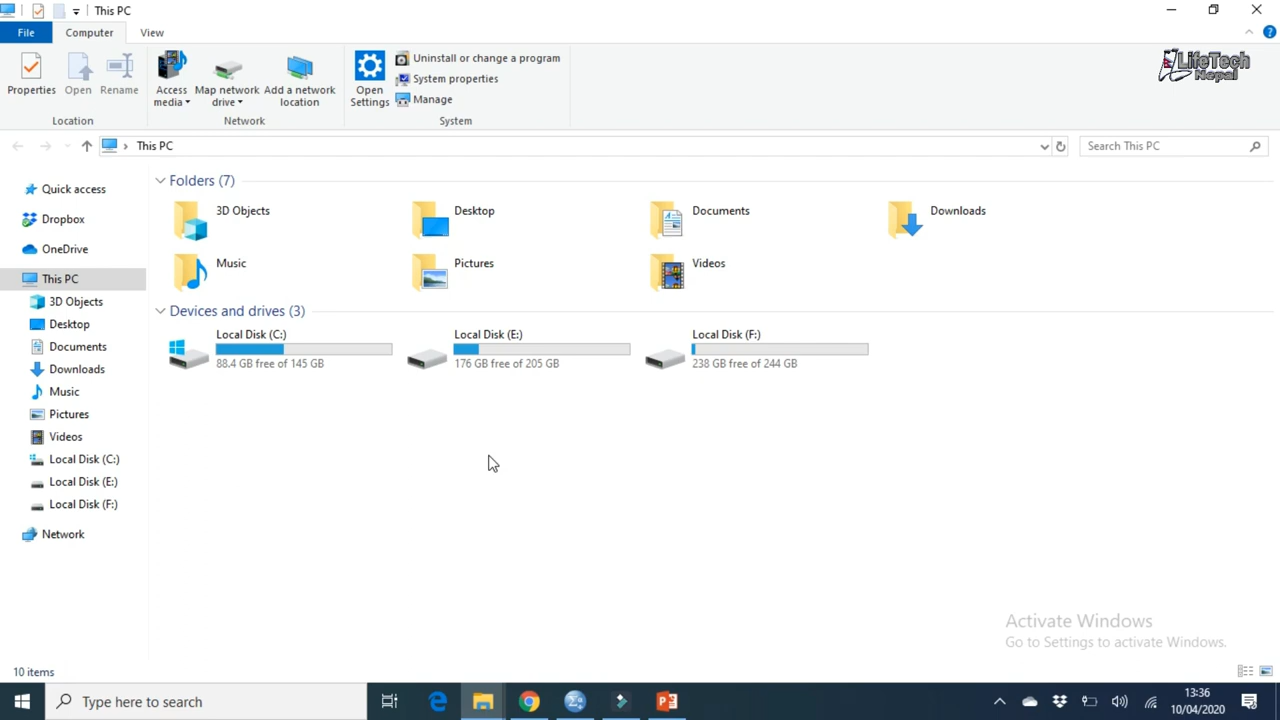 This PC
File Computer View
Properties Open Rename Access media Map network drive Add a network location Open Settings Uninstall or change a program
System properties
Manage
Location Network System
LifeTech Nepal
This PC Search This PC
Quick access
Dropbox
OneDrive
This PC
3D Objects
Desktop
Documents
Downloads
Music
Pictures
Videos
Local Disk (C:)
Local Disk (E:)
Local Disk (F:)
Network
Folders (7)
3D Objects Desktop Documents Downloads
Music Pictures Videos
Devices and drives (3)
Local Disk (C:) Local Disk (E:) Local Disk (F:)
88.4 GB free of 145 GB 176 GB free of 205 GB 238 GB free of 244 GB
Activate Windows
Go to Settings to activate Windows.
10 items
Type here to search
13:36
10/04/2020